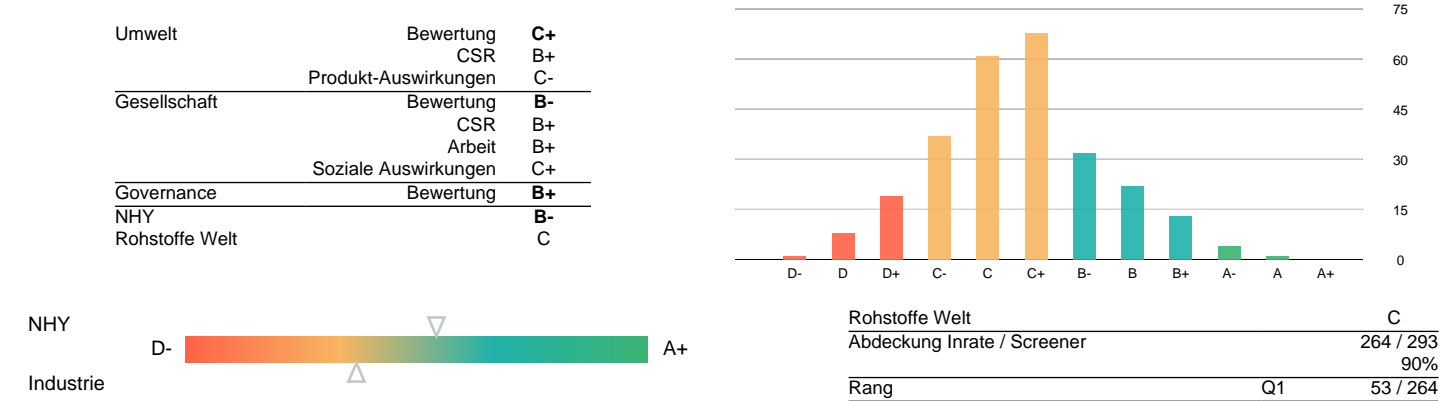 Umwelt Bewertung C+
CSR B+
Produkt-Auswirkungen C-
Gesellschaft Bewertung B-
CSR B+
Arbeit B+
Soziale Auswirkungen C+
Governance Bewertung B+
NHY B-
Rohstoffe Welt C
75
60
45
30
15
0
D- D D+ C- C C+ B- B B+ A- A A+
NHY
D- A+
Industrie
Rohstoffe Welt C
Abdeckung Inrate / Screener 264 / 293
90%
Rang Q1 53 / 264